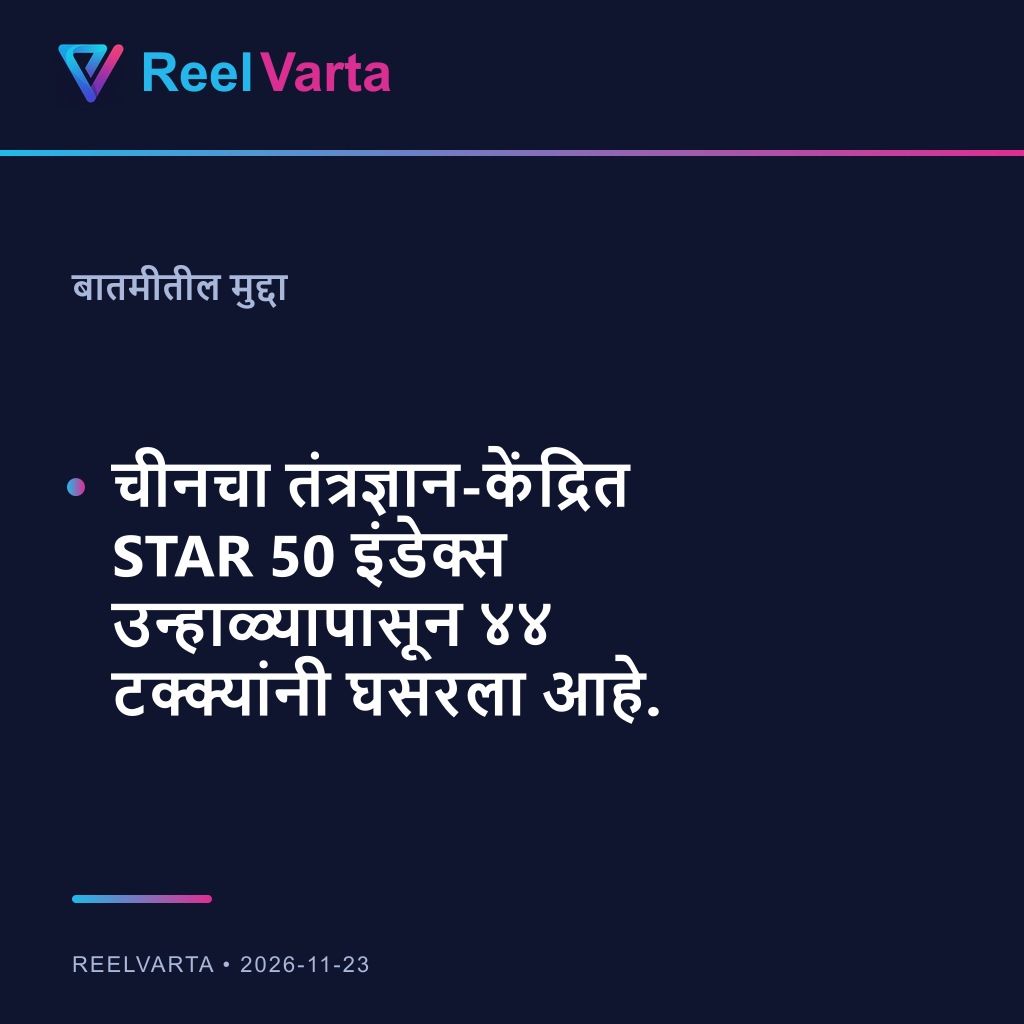 ReelVarta
बातमीतील मुद्दा
• चीनचा तंत्रज्ञान-केंद्रित
STAR 50 इंडेक्स
उन्हाळ्यापासून ४४
टक्क्यांनी घसरला आहे.
REELVARTA • 2026-11-23